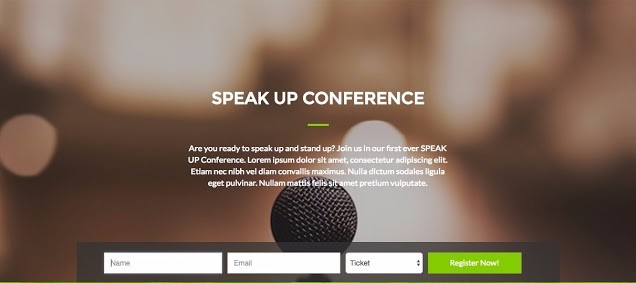 SPEAK UP CONFERENCE
Are you ready to speak up and stand up? Join us in our first ever SPEAK
UP Conference. Lorem ipsum dolor sit amet, consectetur adipiscing elit.
Etiam nec nibh vel diam convallis maximus. Nulla dictum sodales ligula
eget pulvinar. Nullam mattis felis sit amet pretium vulputate.
Name Email Ticket Register Now!